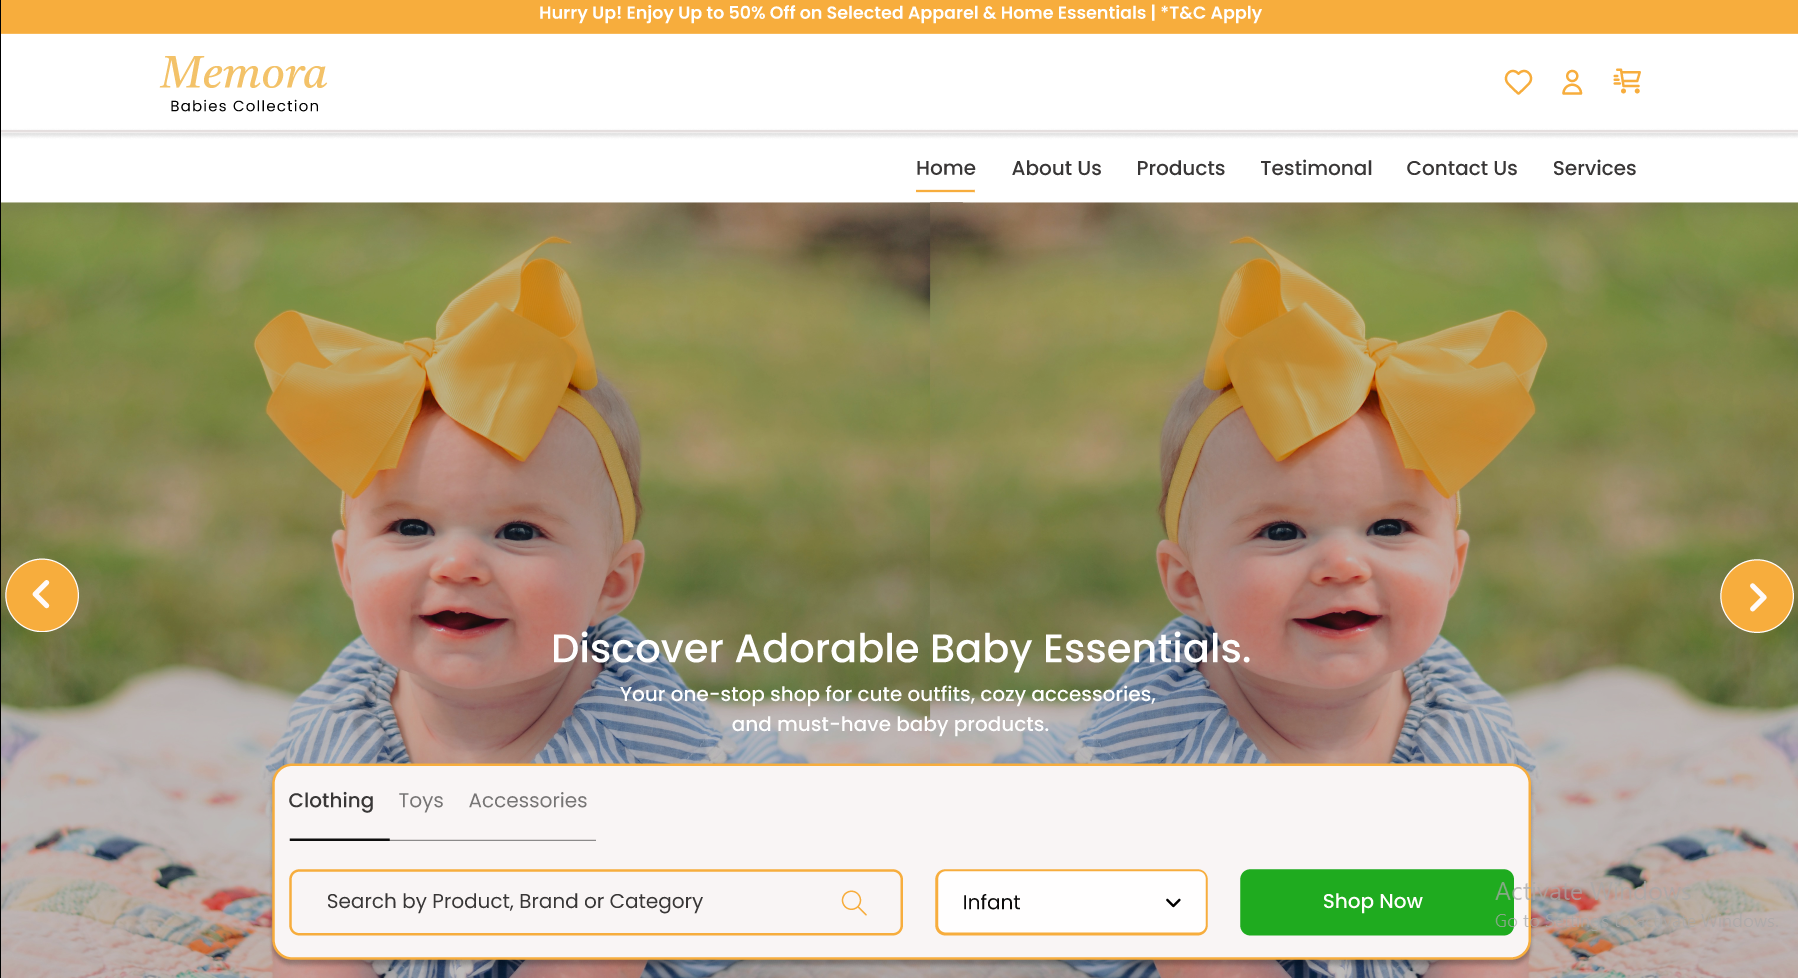 Hurry Up! Enjoy Up to 50% Off on Selected Apparel & Home Essentials | *T&C Apply
Memora
Babies Collection
Home About Us Products Testimonal Contact Us Services
Discover Adorable Baby Essentials.
Your one-stop shop for cute outfits, cozy accessories,
and must-have baby products.
Clothing Toys Accessories
Search by Product, Brand or Category
Infant
Shop Now
Activate
Go to